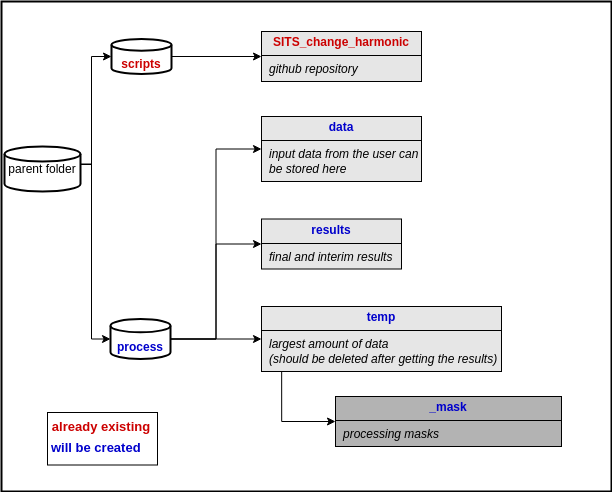 SITS_change_harmonic
scripts
github repository
data
input data from the user can
be stored here
parent folder
results
final and interim results
temp
process
largest amount of data
(should be deleted after getting the results)
_mask
processing masks
already existing
will be created